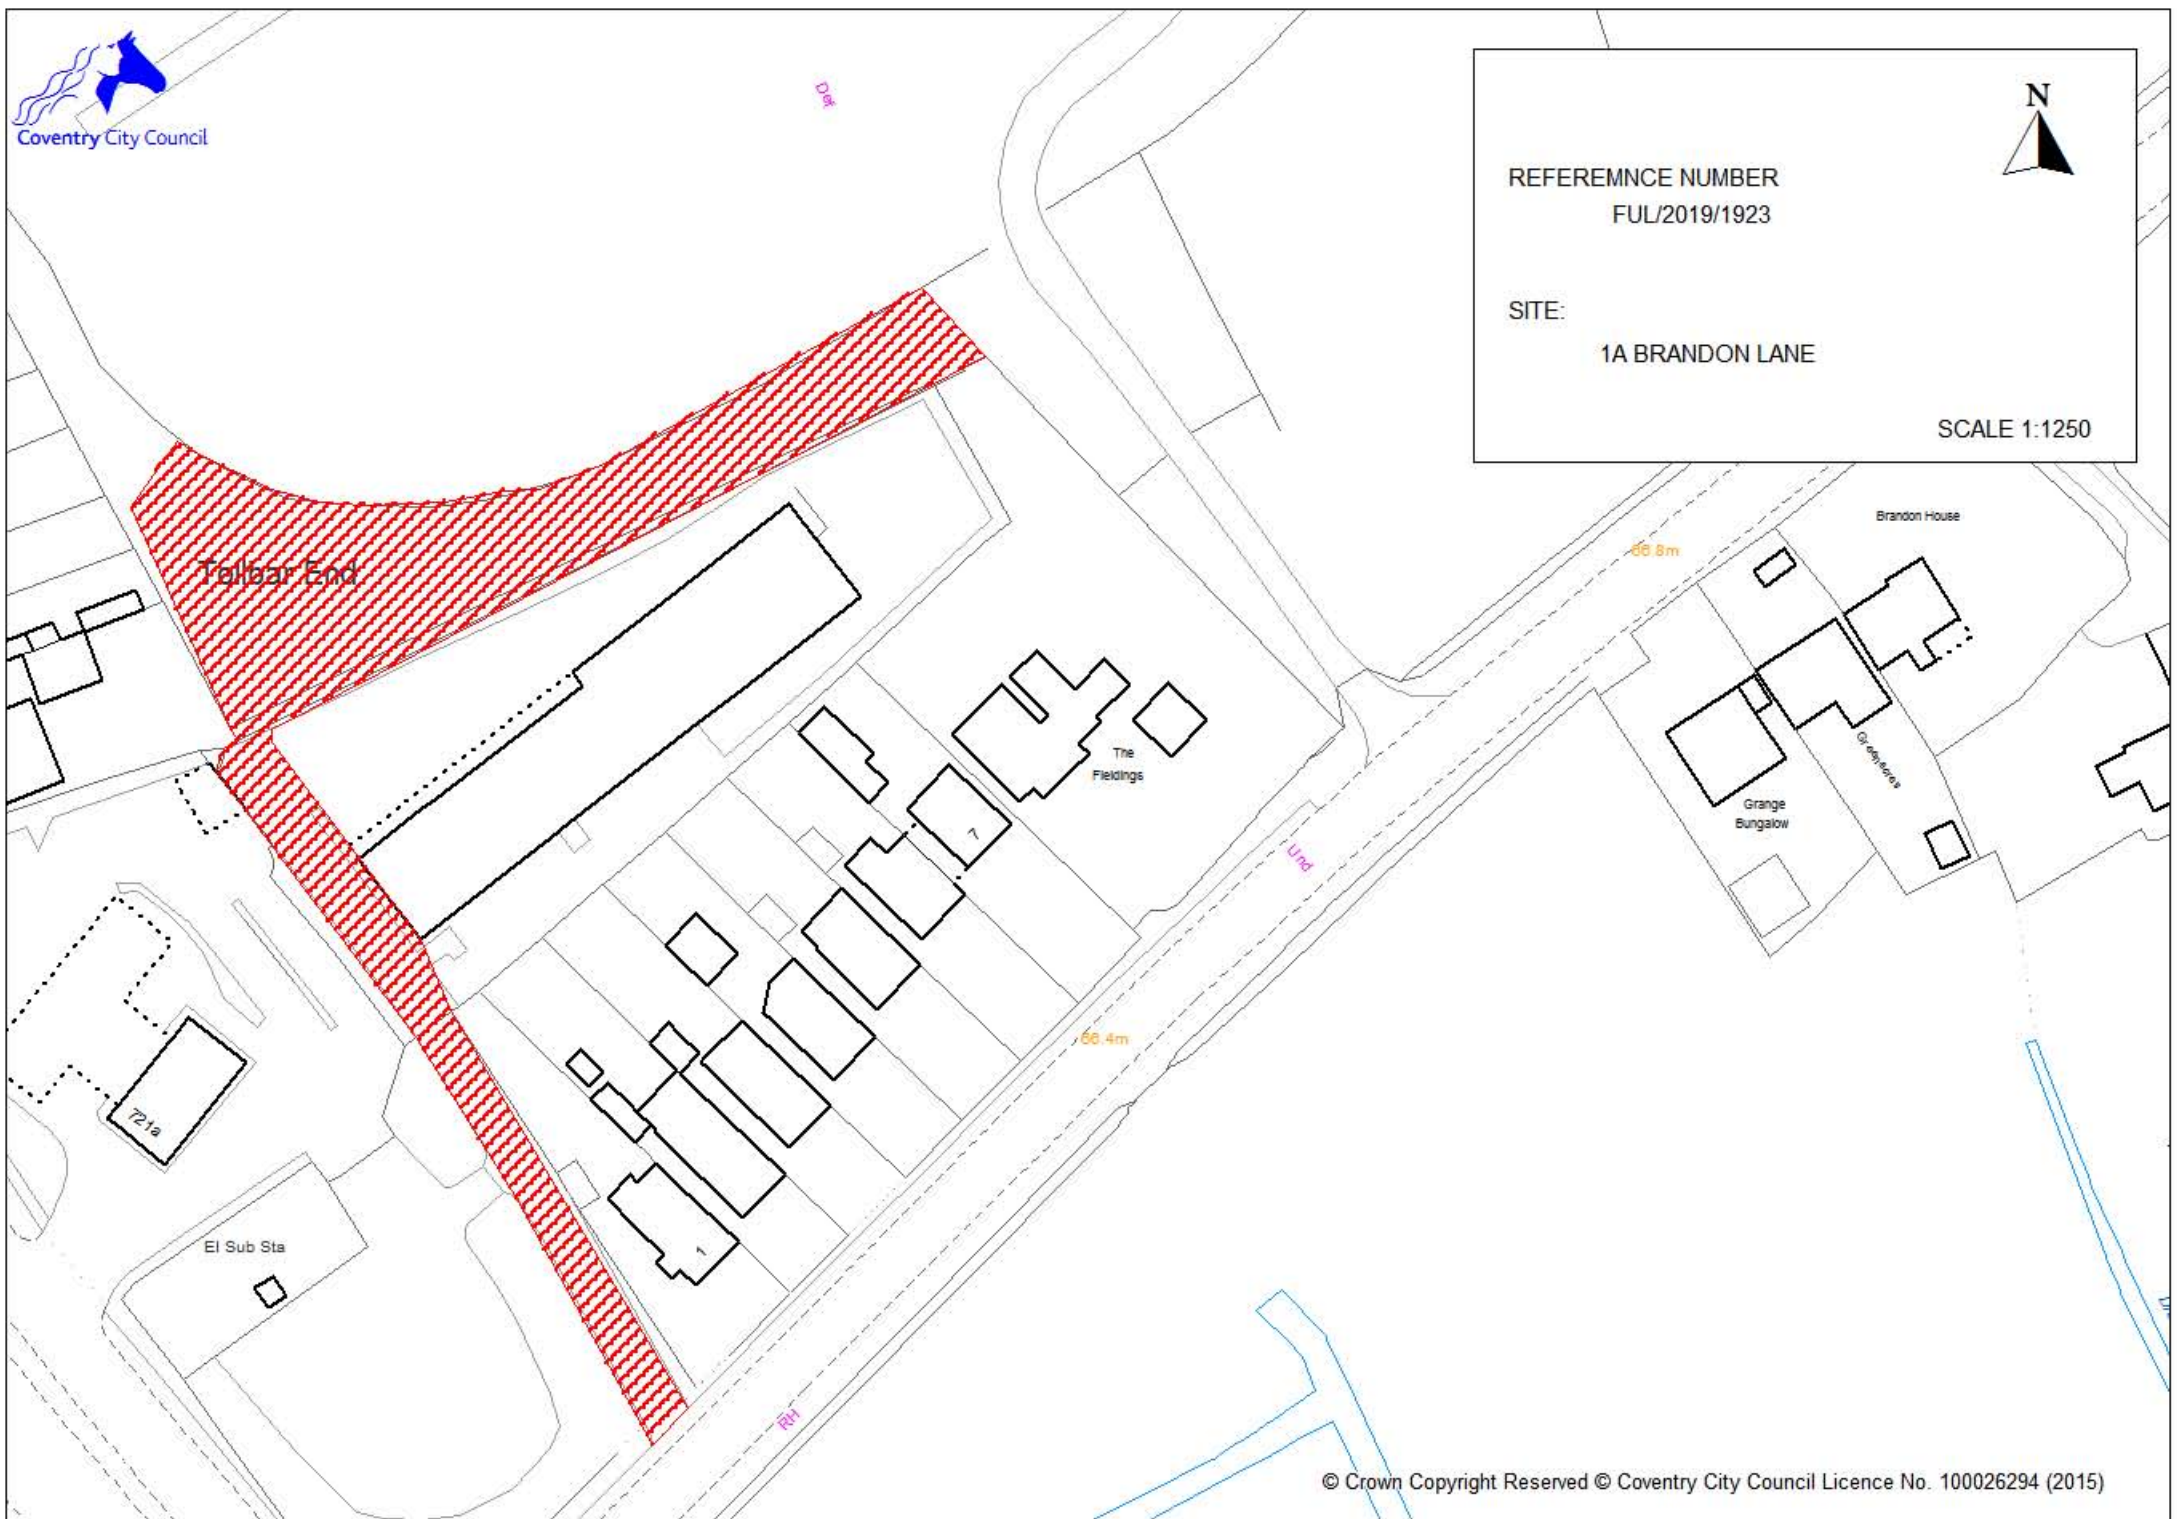 Coventry City Council
Def
N
REFEREMNCE NUMBER
FUL/2019/1923
SITE:
1A BRANDON LANE
SCALE 1:1250
Brandon House
66.8m
Tollbar End
The
Fieldings
Greenacres
Grange
Bungalow
7
Und
66.4m
721a
El Sub Sta
1
RH
© Crown Copyright Reserved © Coventry City Council Licence No. 100026294 (2015)